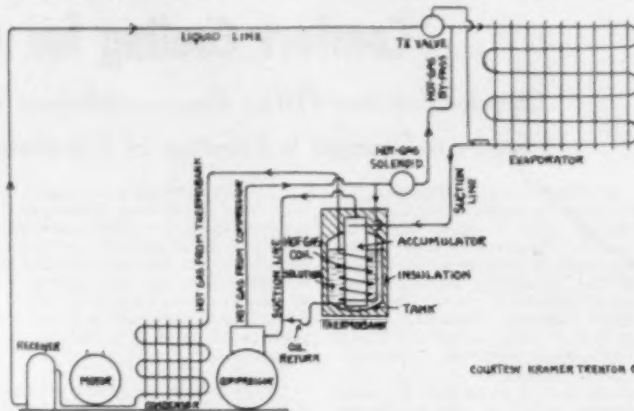 Cooling for
LIQUID LINE
TX VALVE
HOT-GAS
BY-PASS
EVAPORATOR
HOT-GAS
SOLENOID
SUCTION
LINE
HOT GAS FROM THERMOBANK
HOT GAS FROM COMPRESSOR
SUCTION LINE
HOT-GAS
COIL
SOLUTION
ACCUMULATOR
INSULATION
TANK
THERMOBANK
OIL
RETURN
RECEIVER
MOTOR
CONDENSER
COMPRESSOR
COURTESY KRAMER TRENTON